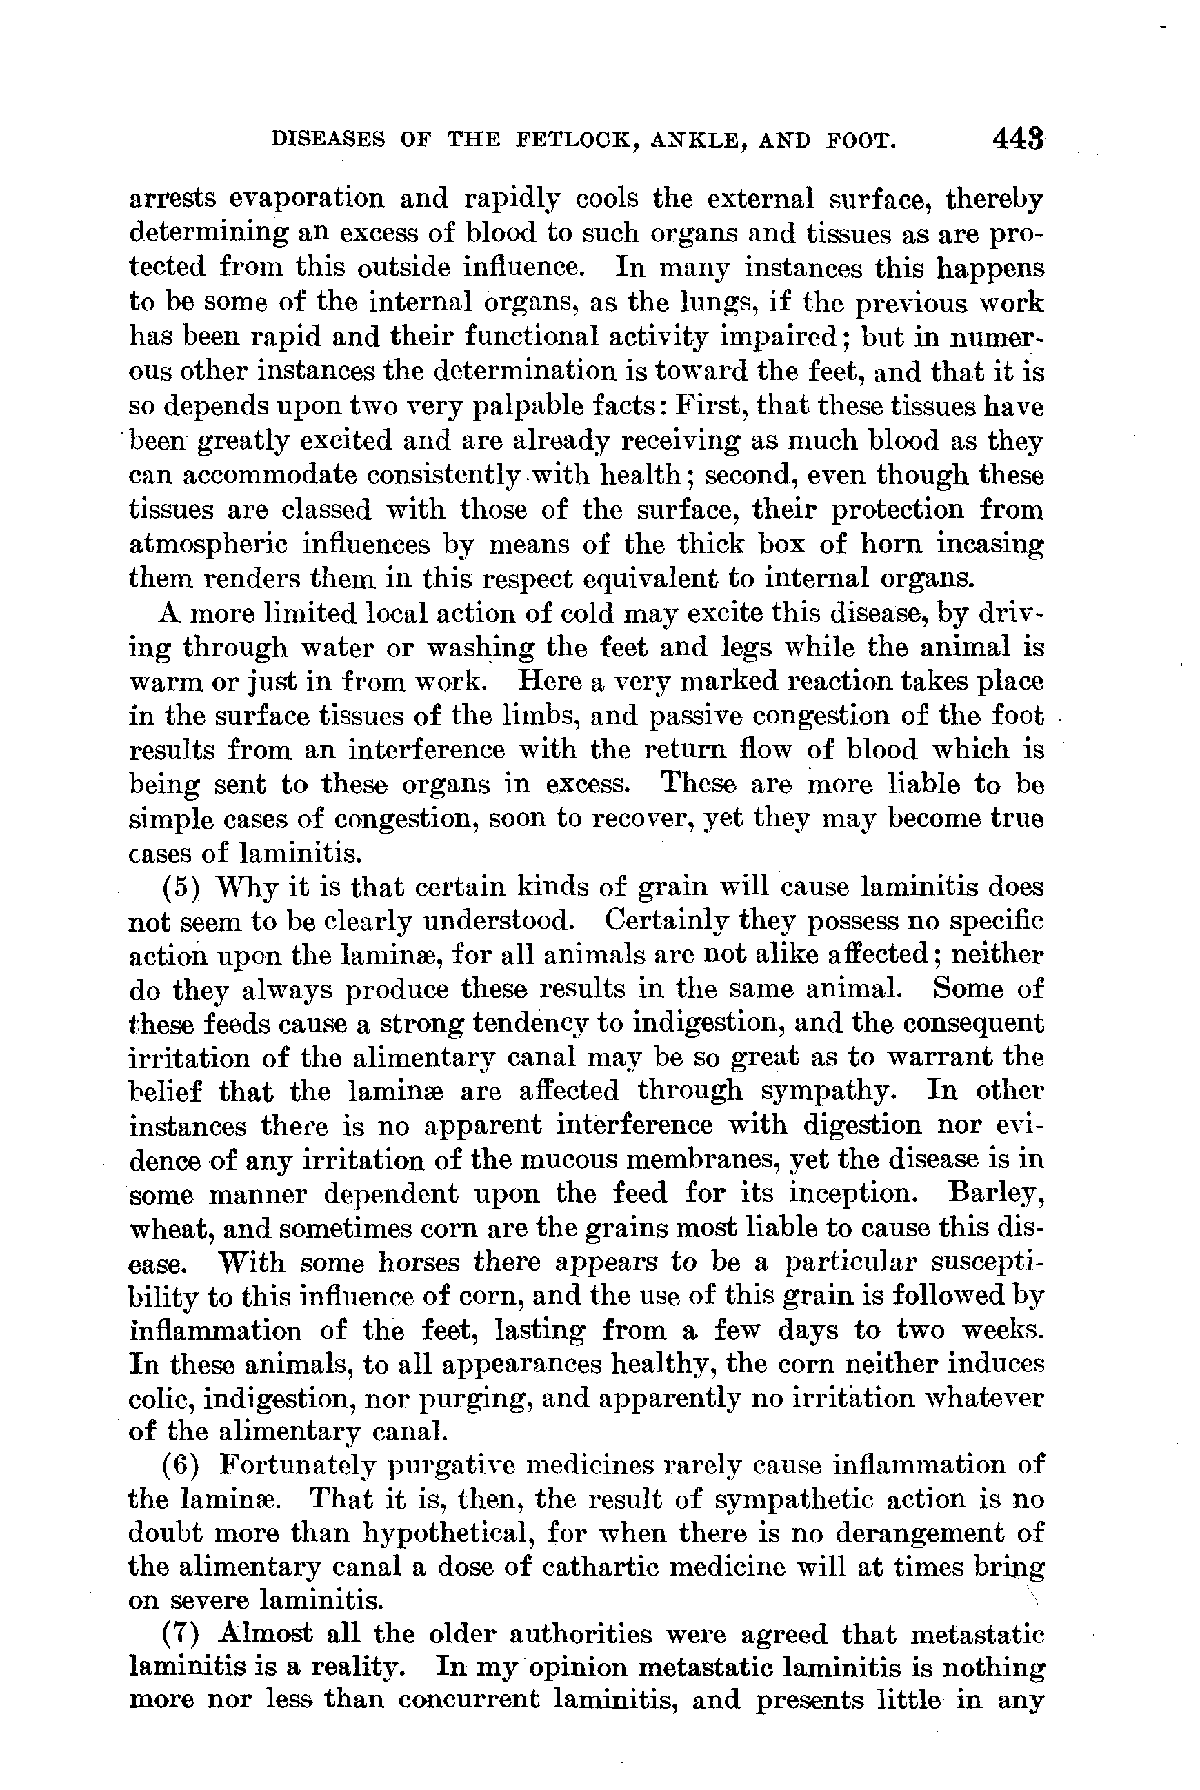 DISEASES OF THE FETLOCK, ANKLE, AND FOOT. 443
arrests evaporation and rapidly cools the external surface, thereby
determining an excess of blood to such organs and tissues as are pro-
tected from this outside influence. In many instances this happens
to be some of the internal organs, as the lungs, if the previous work
has been rapid and their functional activity impaired; but in numer-
ous other instances the determination is toward the feet, and that it is
so depends upon two very palpable facts: First, that these tissues have
been greatly excited and are already receiving as much blood as they
can accommodate consistently with health; second, even though these
tissues are classed with those of the surface, their protection from
atmospheric influences by means of the thick box of horn incasing
them renders them in this respect equivalent to internal organs.
A more limited local action of cold may excite this disease, by driv-
ing through water or washing the feet and legs while the animal is
warm or just in from work. Here a very marked reaction takes place
in the surface tissues of the limbs, and passive congestion of the foot
results from an interference with the return flow of blood which is
being sent to these organs in excess. These are more liable to be
simple cases of congestion, soon to recover, yet they may become true
cases of laminitis.
(5) Why it is that certain kinds of grain will cause laminitis does
not seem to be clearly understood. Certainly they possess no specific
action upon the laminæ, for all animals are not alike affected; neither
do they always produce these results in the same animal. Some of
these feeds cause a strong tendency to indigestion, and the consequent
irritation of the alimentary canal may be so great as to warrant the
belief that the laminæ are affected through sympathy. In other
instances there is no apparent interference with digestion nor evi-
dence of any irritation of the mucous membranes, yet the disease is in
some manner dependent upon the feed for its inception. Barley,
wheat, and sometimes corn are the grains most liable to cause this dis-
ease. With some horses there appears to be a particular suscepti-
bility to this influence of corn, and the use of this grain is followed by
inflammation of the feet, lasting from a few days to two weeks.
In these animals, to all appearances healthy, the corn neither induces
colic, indigestion, nor purging, and apparently no irritation whatever
of the alimentary canal.
(6) Fortunately purgative medicines rarely cause inflammation of
the laminæ. That it is, then, the result of sympathetic action is no
doubt more than hypothetical, for when there is no derangement of
the alimentary canal a dose of cathartic medicine will at times bring
on severe laminitis.
(7) Almost all the older authorities were agreed that metastatic
laminitis is a reality. In my opinion metastatic laminitis is nothing
more nor less than concurrent laminitis, and presents little in any